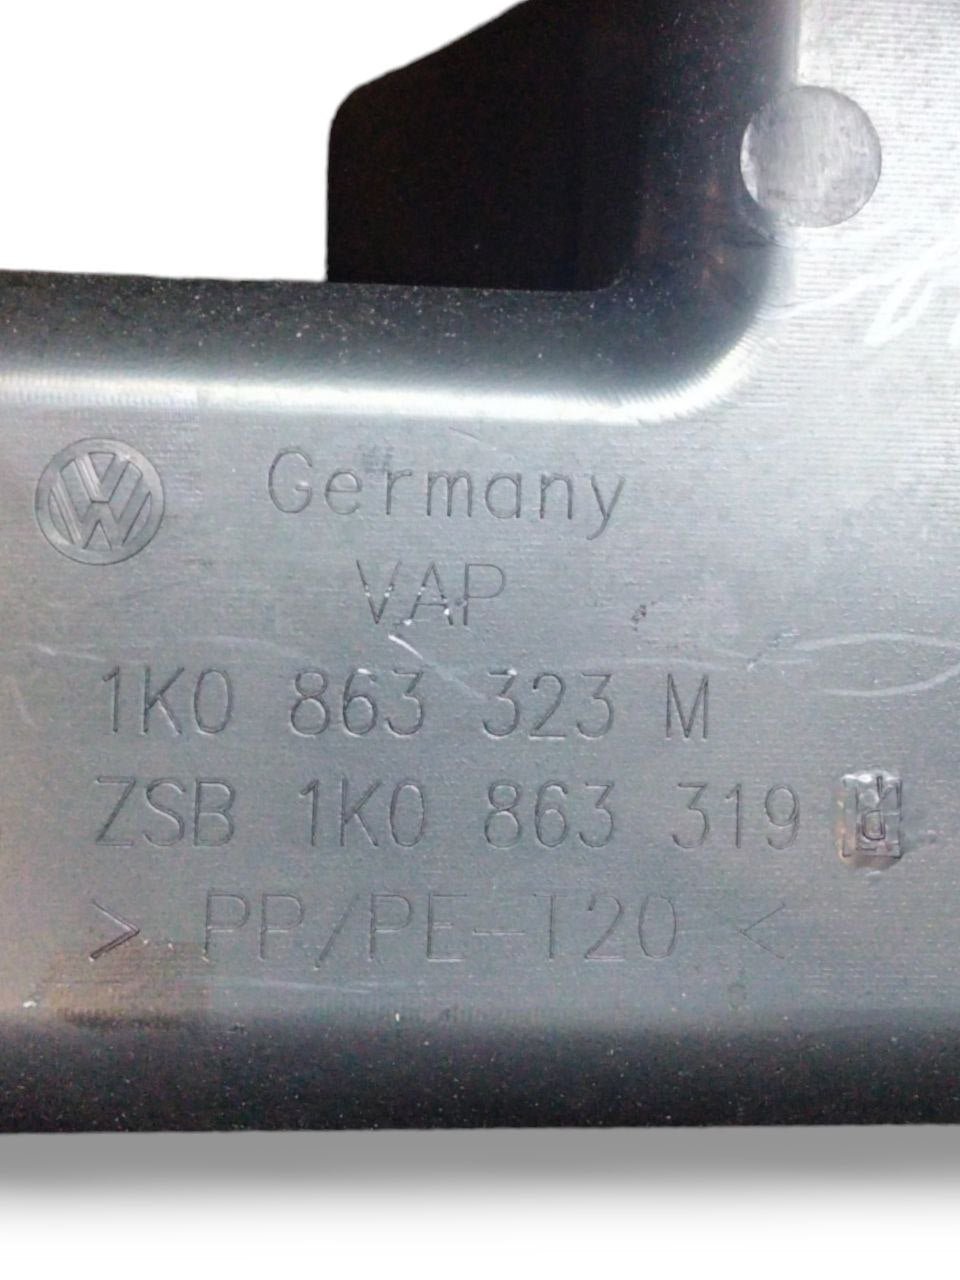 Germany
VAP
1K0 863 323 M
ZSB 1K0 863 319
> PP/PE-T20 <